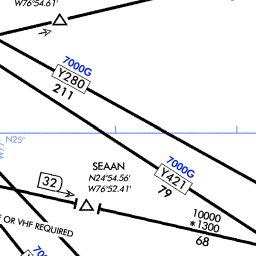 W76°54.61'
7000G
Y280
211
N25°
W77°
SEAAN
N24°54.56'
W76°52.41'
32
7000G
Y421
79
10000
*1300
68
OR VHF REQUIRED